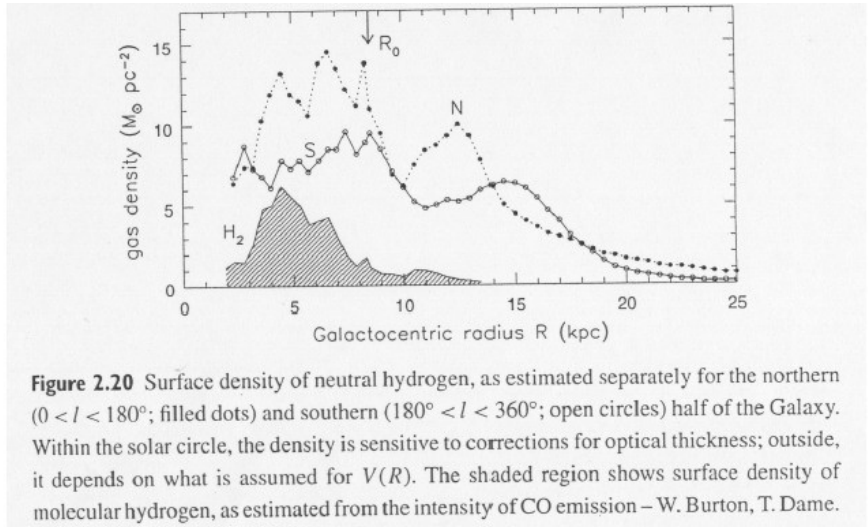 R₀
N
S
H₂
gas density (M⊙ pc⁻²)
15
10
5
0
0 5 10 15 20 25
Galactocentric radius R (kpc)
Figure 2.20 Surface density of neutral hydrogen, as estimated separately for the northern
(0 < l < 180°; filled dots) and southern (180° < l < 360°; open circles) half of the Galaxy.
Within the solar circle, the density is sensitive to corrections for optical thickness; outside,
it depends on what is assumed for V(R). The shaded region shows surface density of
molecular hydrogen, as estimated from the intensity of CO emission – W. Burton, T. Dame.